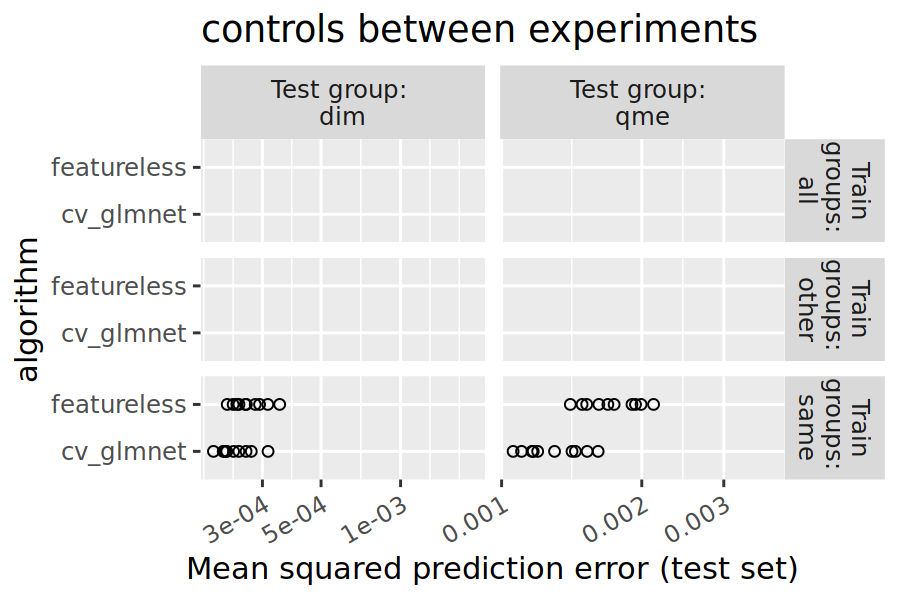 controls between experiments
Test group:
dim
Test group:
qme
featureless
cv_glmnet
Train
groups:
all
featureless
cv_glmnet
Train
groups:
other
featureless
cv_glmnet
Train
groups:
same
algorithm
3e-04
5e-04
1e-03
0.001
0.002
0.003
Mean squared prediction error (test set)